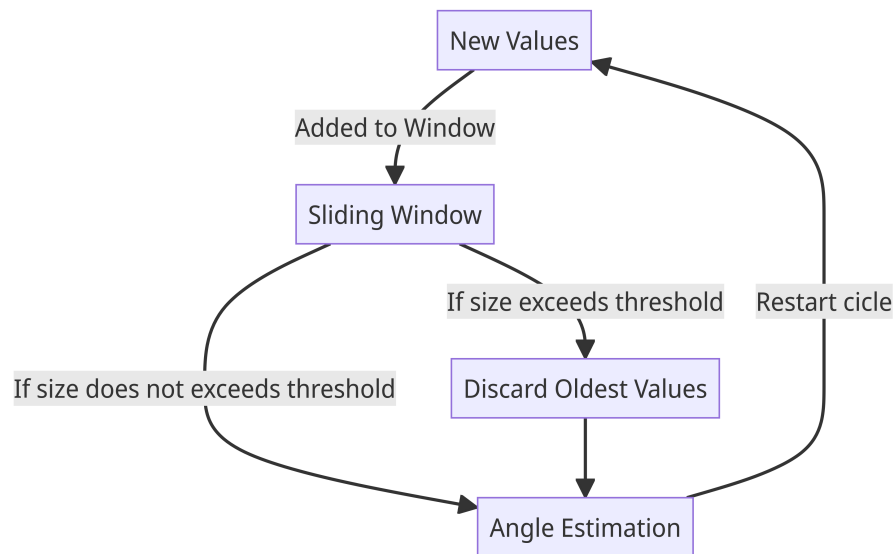 New Values
Added to Window
Sliding Window
If size exceeds threshold
Restart cicle
If size does not exceeds threshold
Discard Oldest Values
Angle Estimation